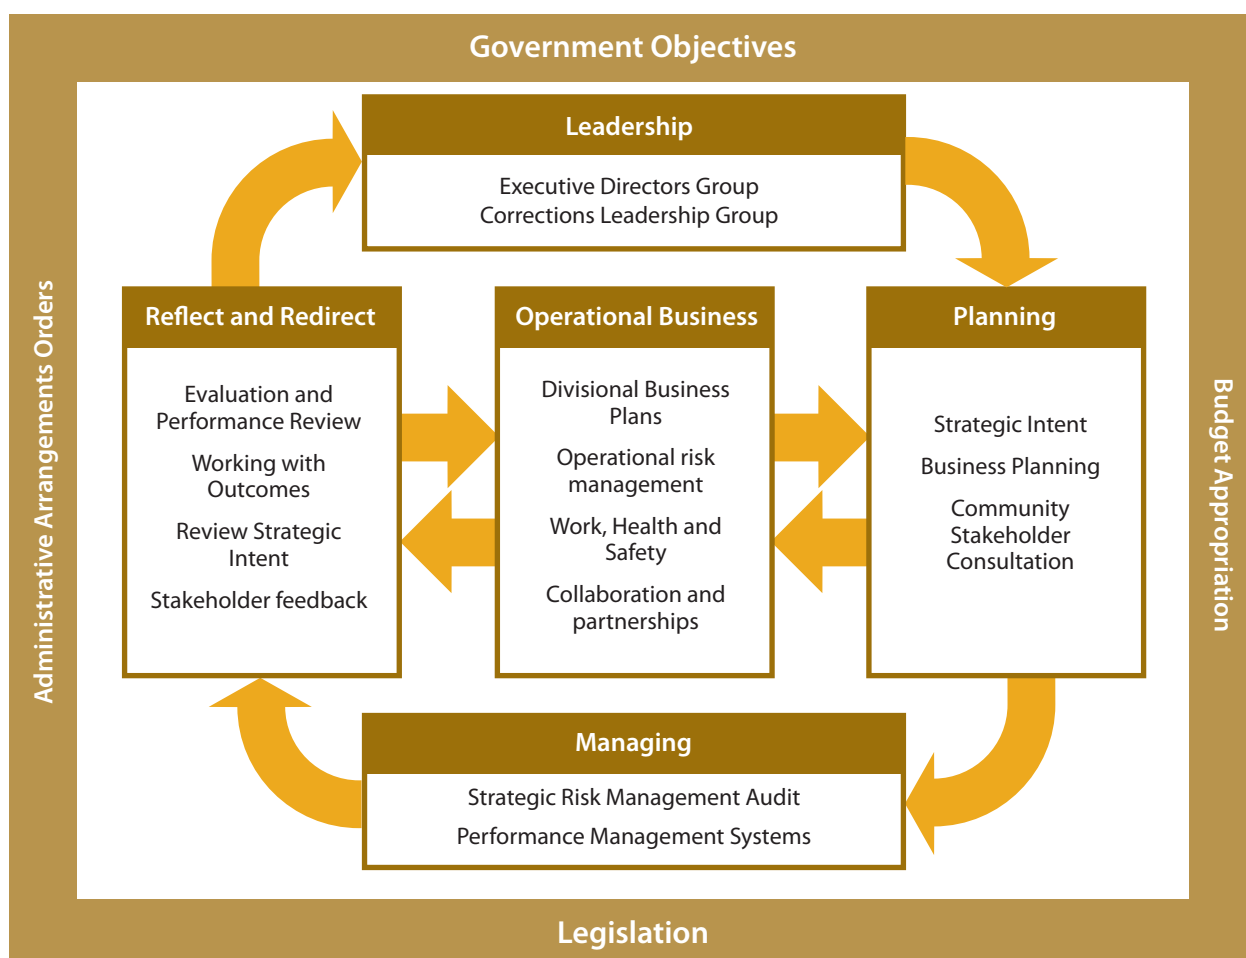 Government Objectives
Leadership
Executive Directors Group
Corrections Leadership Group
Administrative Arrangements Orders
Reflect and Redirect
Evaluation and
Performance Review
Working with
Outcomes
Review Strategic
Intent
Stakeholder feedback
Operational Business
Divisional Business
Plans
Operational risk
management
Work, Health and
Safety
Collaboration and
partnerships
Planning
Strategic Intent
Business Planning
Community
Stakeholder
Consultation
Budget Appropriation
Managing
Strategic Risk Management Audit
Performance Management Systems
Legislation